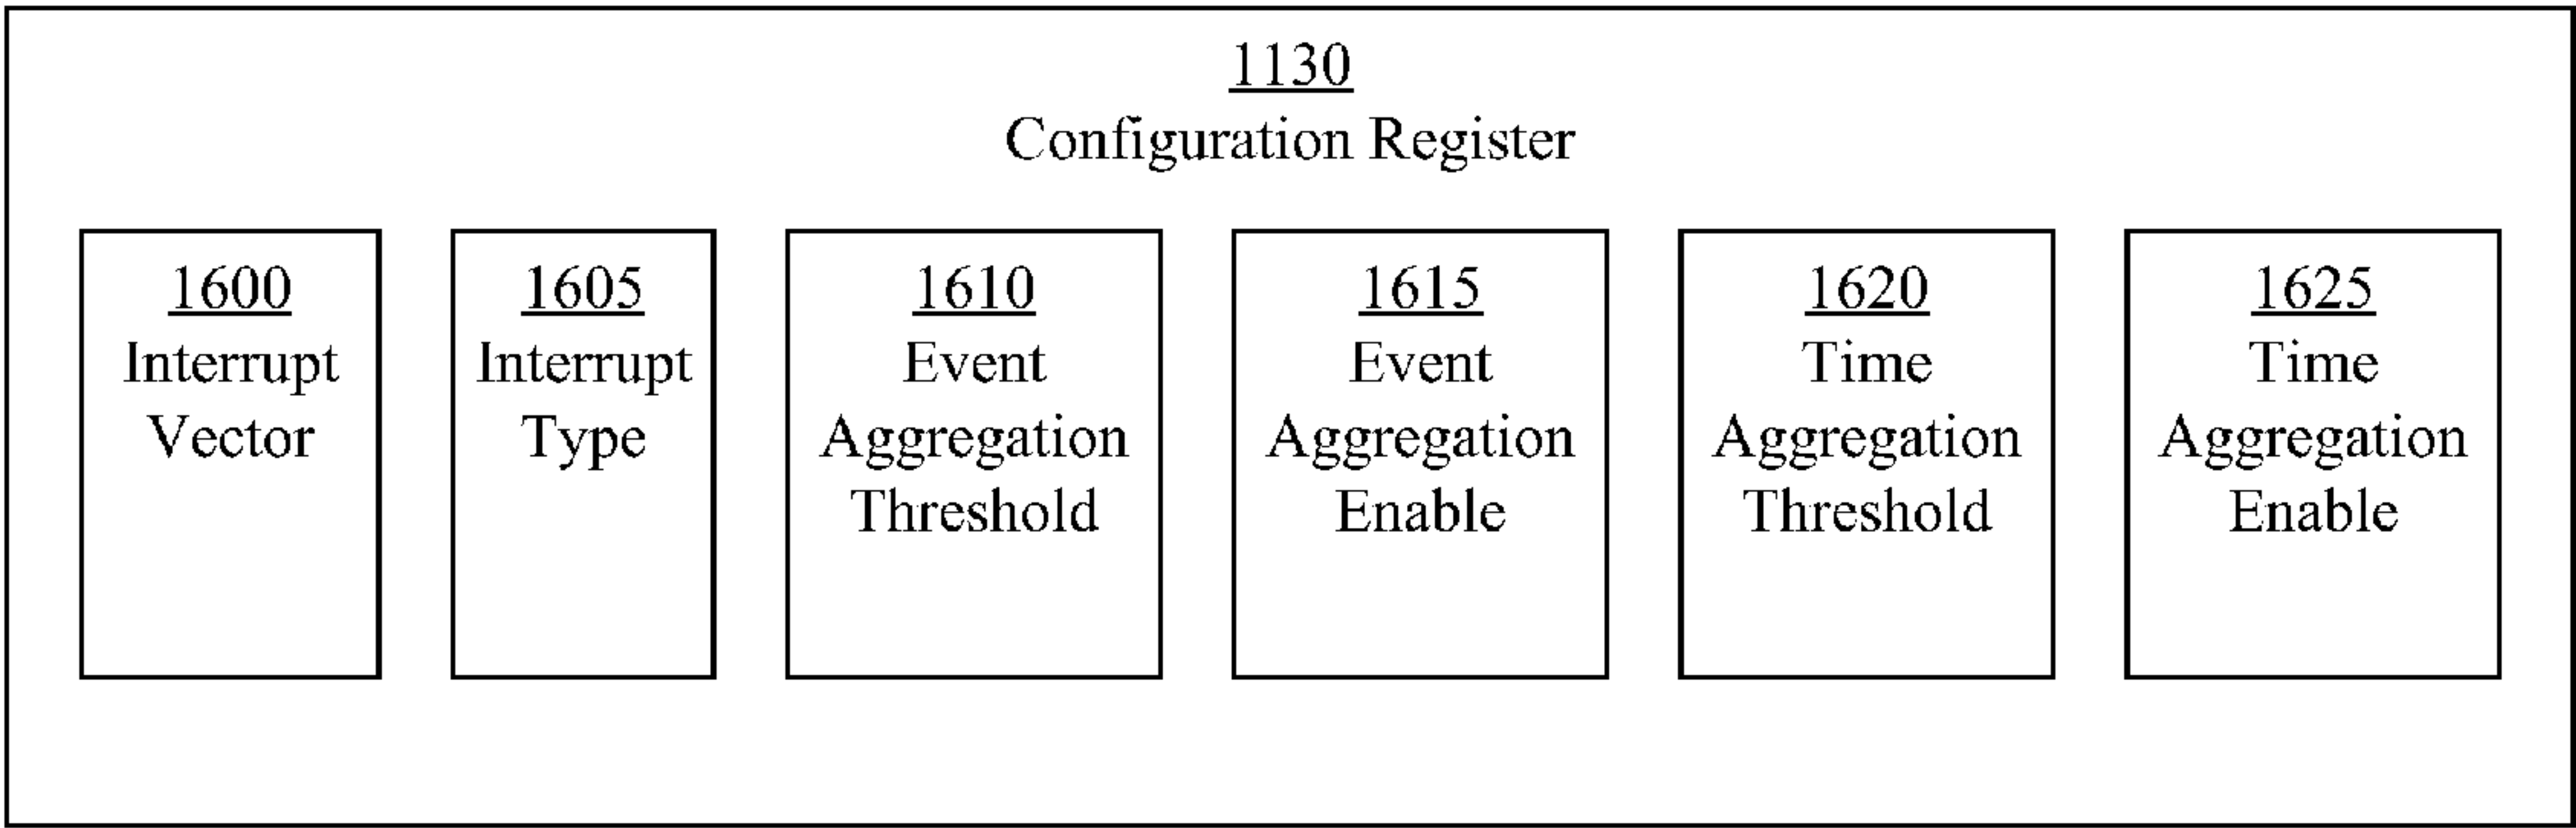 1130
Configuration Register
1600
Interrupt
Vector
1605
Interrupt
Type
1610
Event
Aggregation
Threshold
1615
Event
Aggregation
Enable
1620
Time
Aggregation
Threshold
1625
Time
Aggregation
Enable